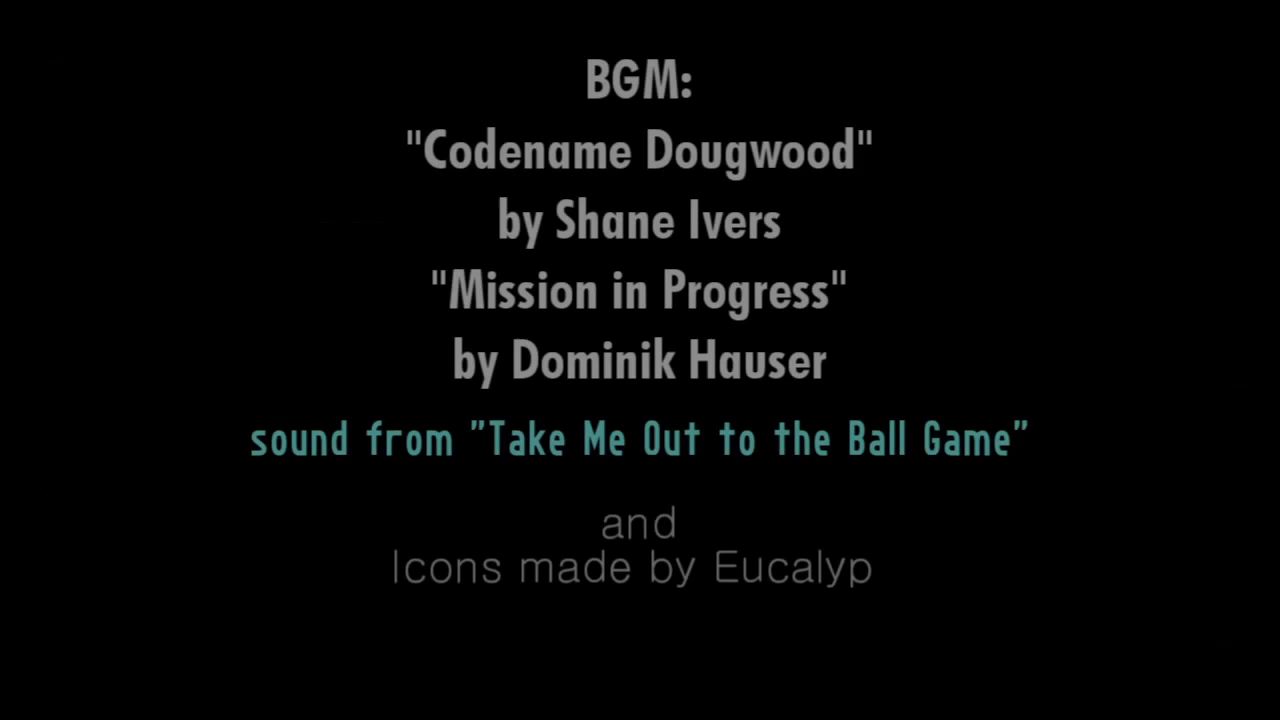 BGM:
"Codename Dougwood"
by Shane Ivers
"Mission in Progress"
by Dominik Hauser
sound from "Take Me Out to the Ball Game"
and
Icons made by Eucalyp